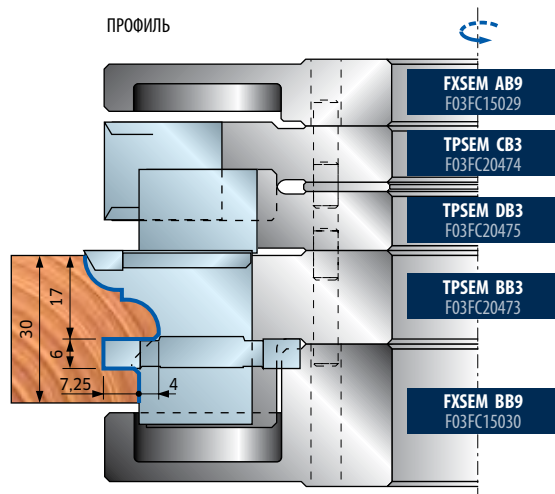 ПРОФИЛЬ
FXSEM AB9
F03FC15029
TPSEM CB3
F03FC20474
TPSEM DB3
F03FC20475
TPSEM BB3
F03FC20473
FXSEM BB9
F03FC15030
17
30
6
7,25
4